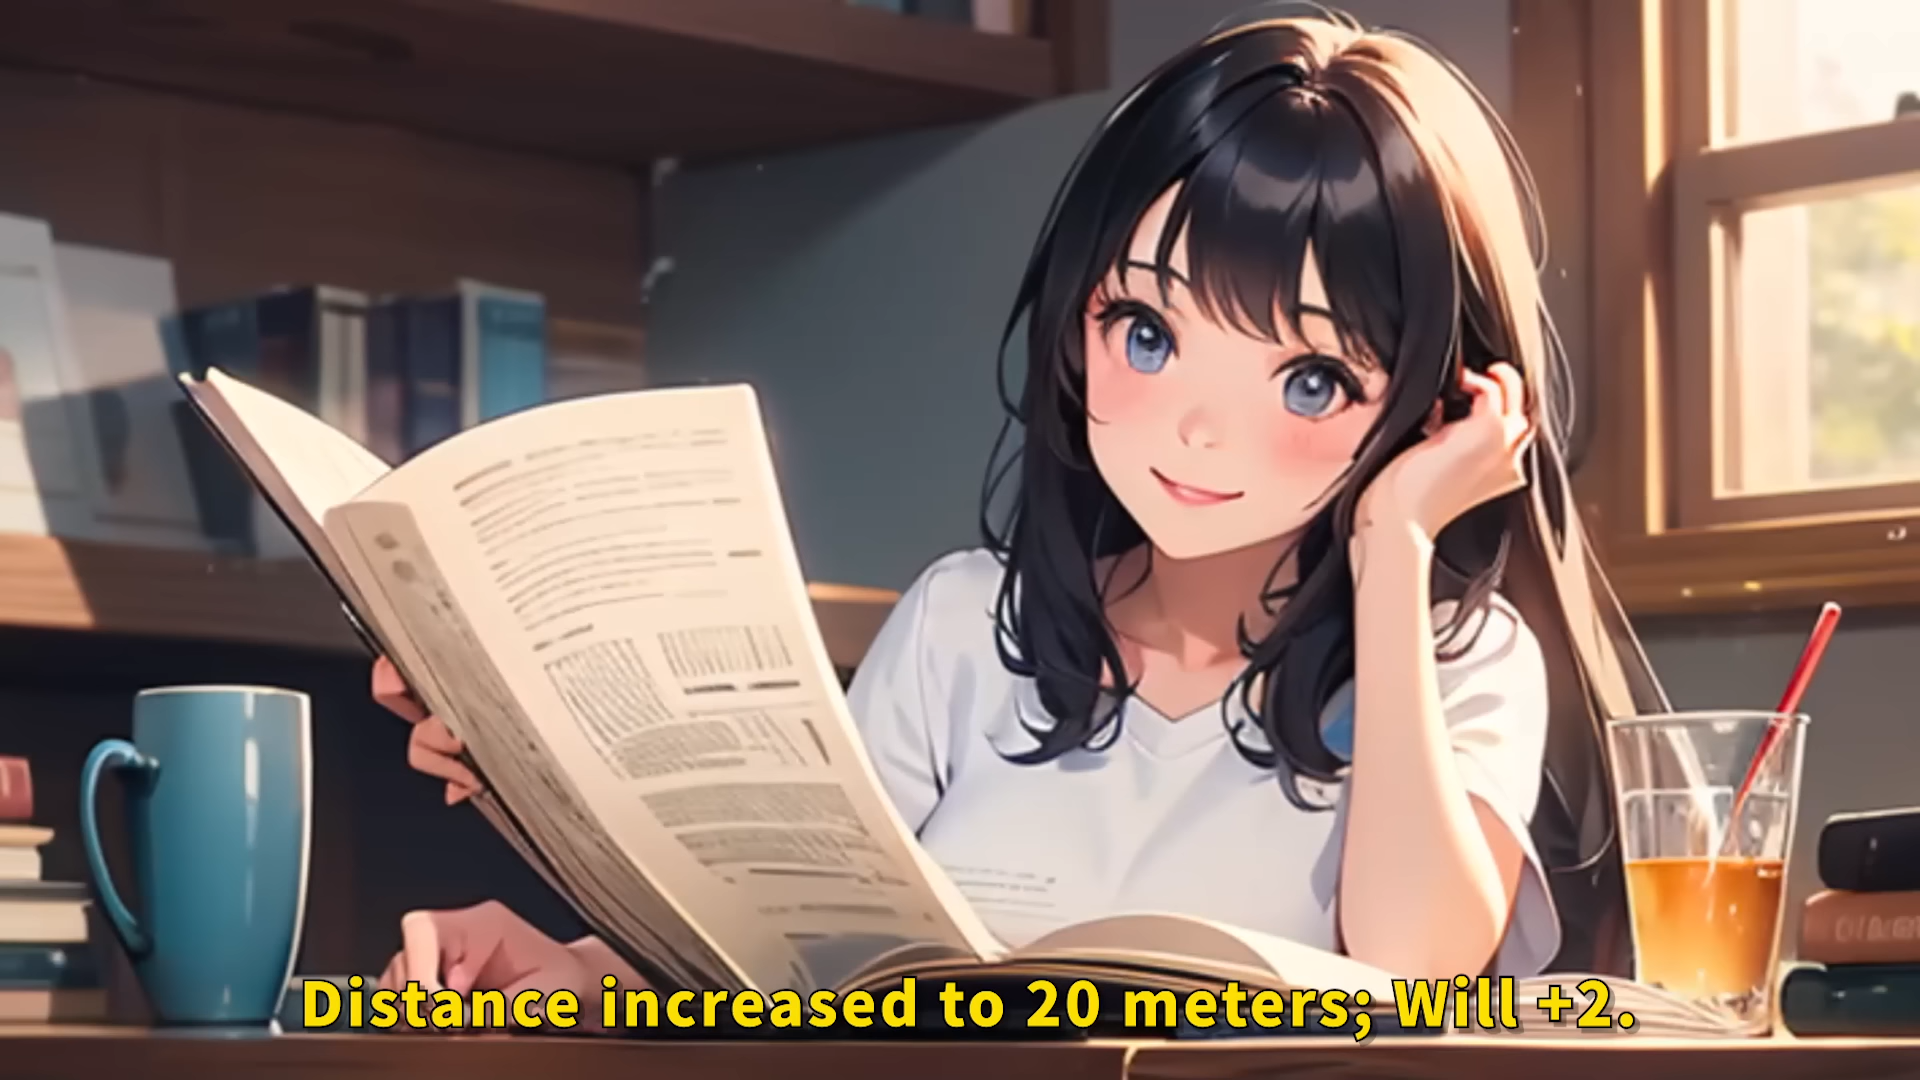 Distance increased to 20 meters; Will +2.